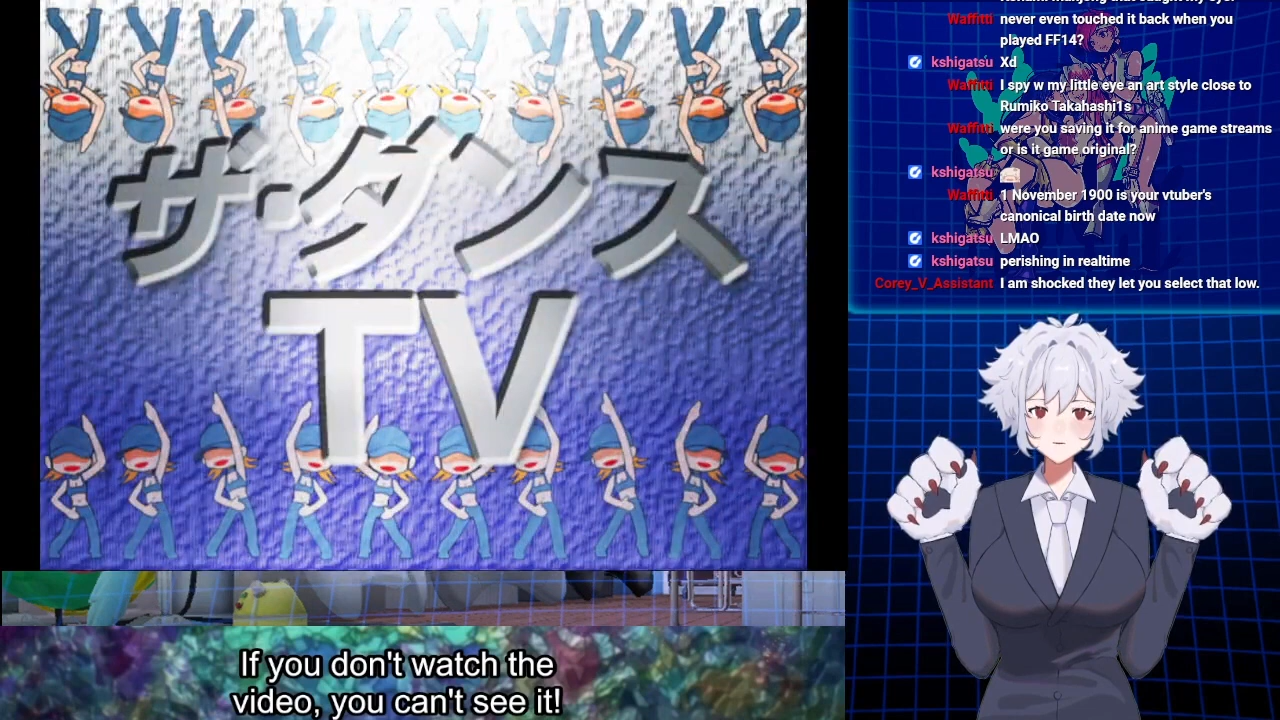 ザ・ダンス
TV
If you don't watch the
video, you can't see it!
Waffitti never even touched it back when you
played FF14?
kshigatsu Xd
Waffitti I spy w my little eye an art style close to
Rumiko Takahashi1s
Waffitti were you saving it for anime game streams
or is it game original?
kshigatsu
Waffitti 1 November 1900 is your vtuber's
canonical birth date now
kshigatsu LMAO
kshigatsu perishing in realtime
Corey_V_Assistant I am shocked they let you select that low.